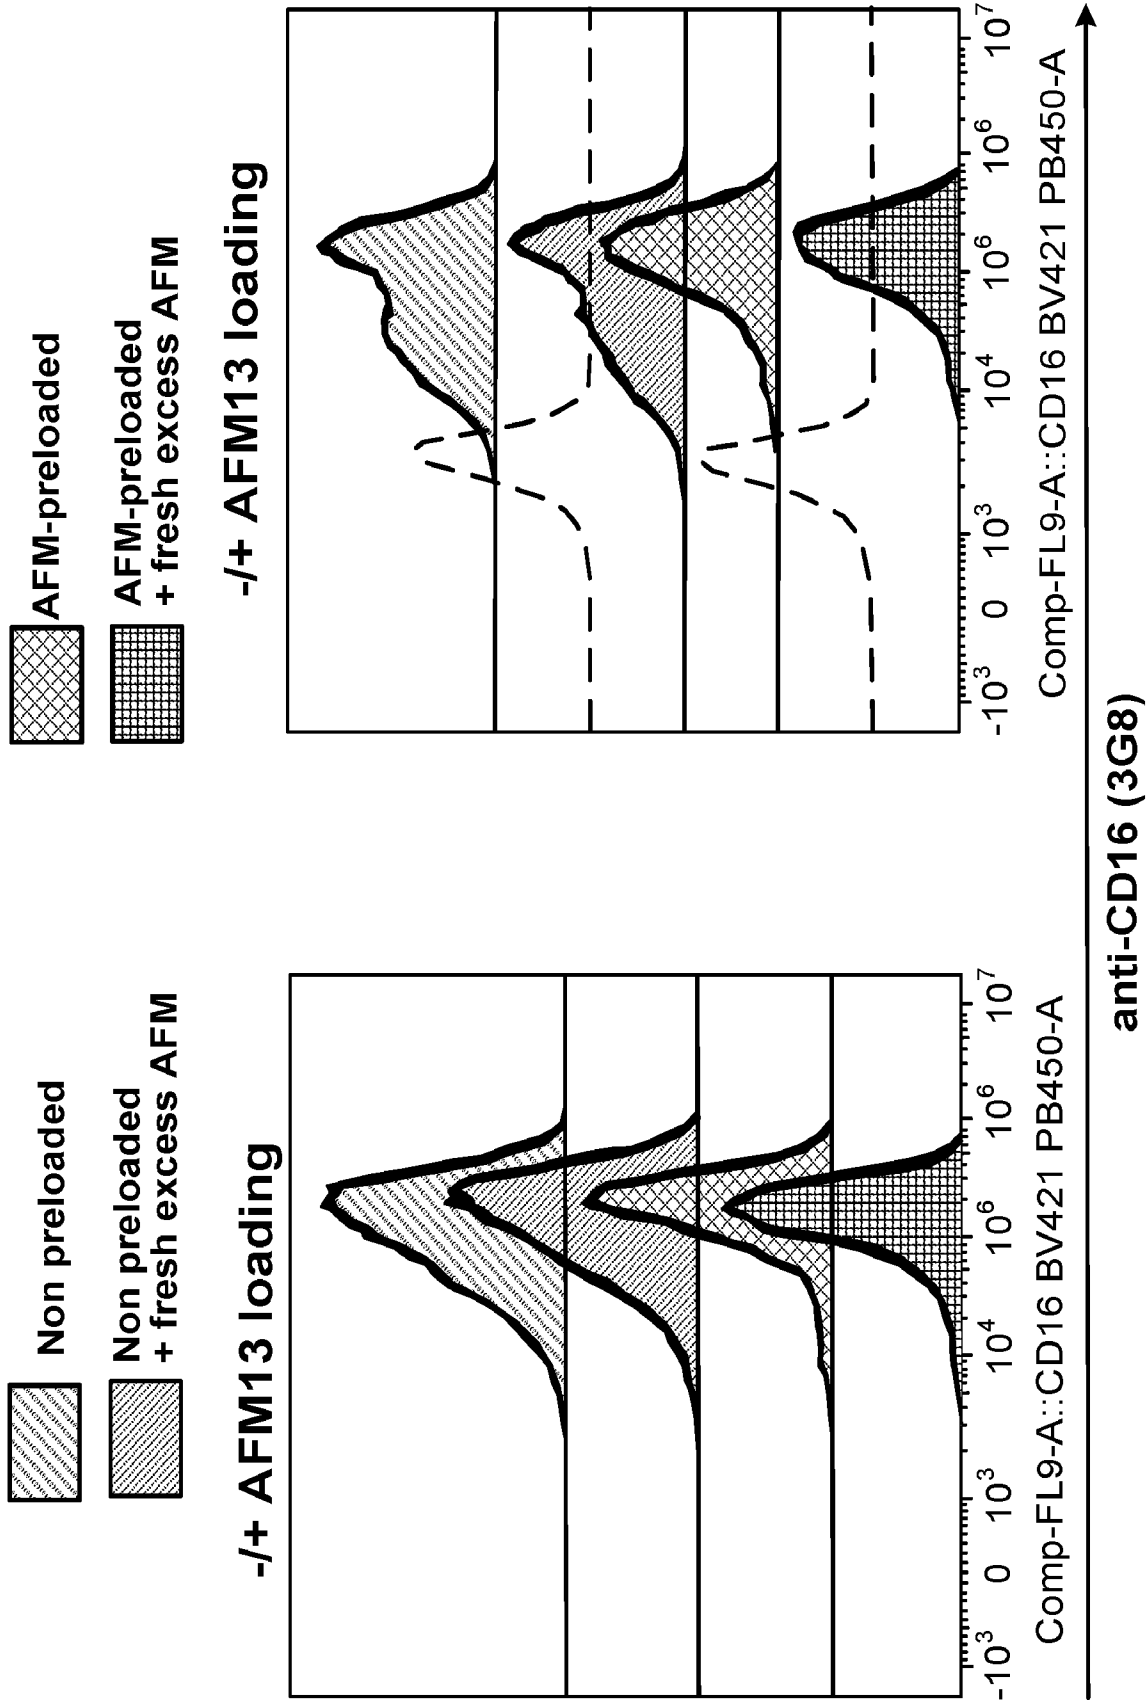 Non preloaded
Non preloaded
+ fresh excess AFM
AFM-preloaded
AFM-preloaded
+ fresh excess AFM
-/+ AFM13 loading
-10³ 0 10³ 10⁴ 10⁶ 10⁶ 10⁷
Comp-FL9-A::CD16 BV421 PB450-A
-/+ AFM13 loading
-10³ 0 10³ 10⁴ 10⁶ 10⁶ 10⁷
Comp-FL9-A::CD16 BV421 PB450-A
anti-CD16 (3G8)